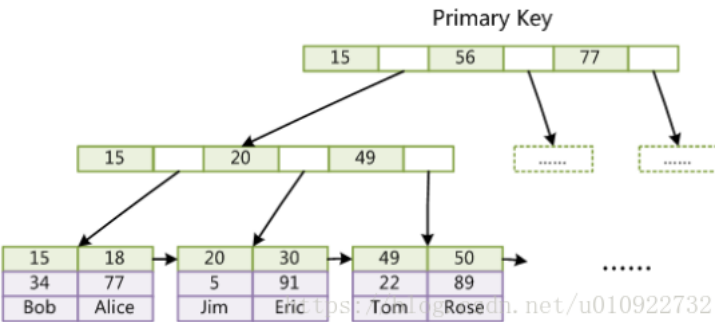 Primary Key
15 56 77
15 20 49 ...... ......
15 18 20 30 49 50
34 77 5 91 22 89 ......
Bob Alice Jim Eric Tom Rose
https://blog.csdn.net/u010922732